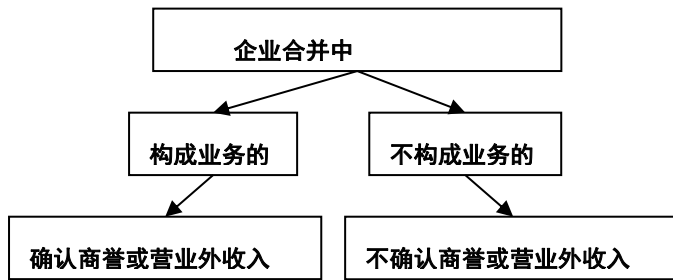 企业合并中
构成业务的
不构成业务的
确认商誉或营业外收入
不确认商誉或营业外收入